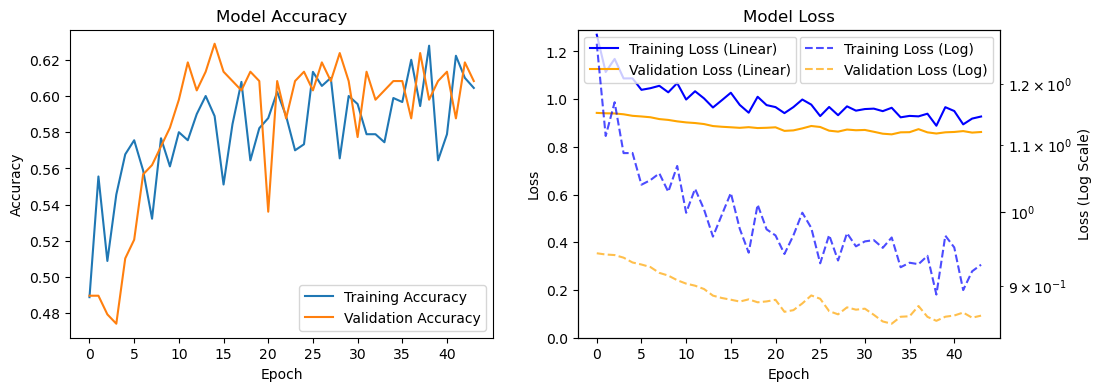 Model Accuracy
0.62
0.60
0.58
0.56
0.54
0.52
0.50
0.48
Accuracy
0
5
10
15
20
25
30
35
40
Epoch
Training Accuracy
Validation Accuracy
Model Loss
1.2
1.0
0.8
0.6
0.4
0.2
0.0
Loss
0
5
10
15
20
25
30
35
40
Epoch
Training Loss (Linear)
Validation Loss (Linear)
Training Loss (Log)
Validation Loss (Log)
1.2 × 10⁰
1.1 × 10⁰
10⁰
9 × 10⁻¹
Loss (Log Scale)